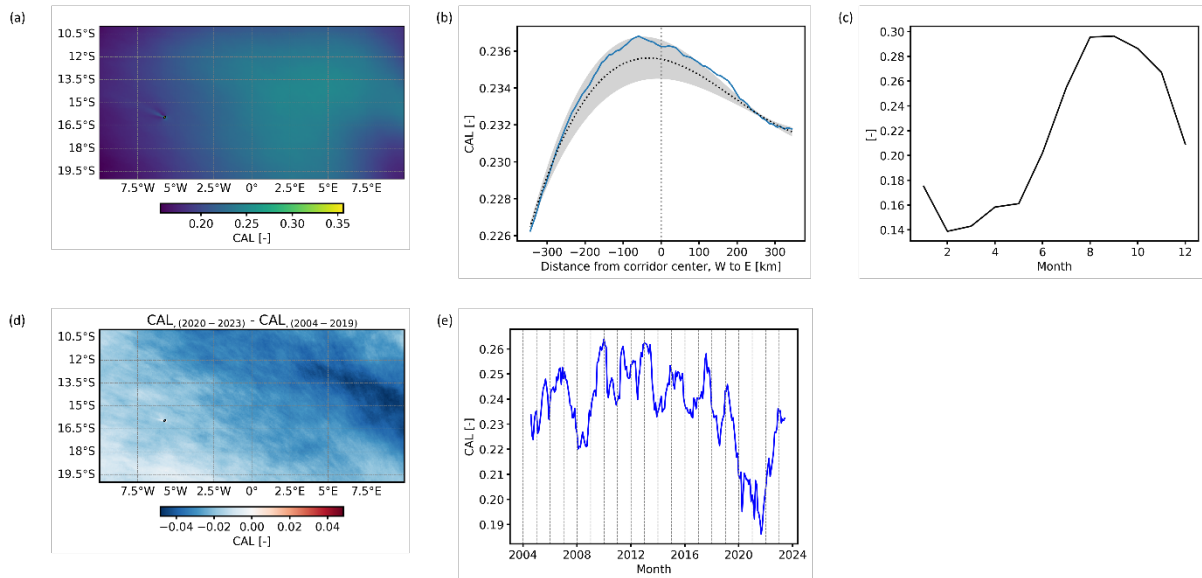 (a)
10.5°S
12°S
13.5°S
15°S
16.5°S
18°S
19.5°S
7.5°W 5°W 2.5°W 0° 2.5°E 5°E 7.5°E
0.20 0.25 0.30 0.35
CAL [-]
(b)
0.236
0.234
0.232
0.230
0.228
0.226
CAL [-]
−300 −200 −100 0 100 200 300
Distance from corridor center, W to E [km]
(c)
0.30
0.28
0.26
0.24
0.22
0.20
0.18
0.16
0.14
[-]
2 4 6 8 10 12
Month
(d)
CAL, (2020−2023) - CAL, (2004−2019)
10.5°S
12°S
13.5°S
15°S
16.5°S
18°S
19.5°S
7.5°W 5°W 2.5°W 0° 2.5°E 5°E 7.5°E
−0.04 −0.02 0.00 0.02 0.04
CAL [-]
(e)
0.26
0.25
0.24
0.23
0.22
0.21
0.20
0.19
CAL [-]
2004 2008 2012 2016 2020 2024
Month